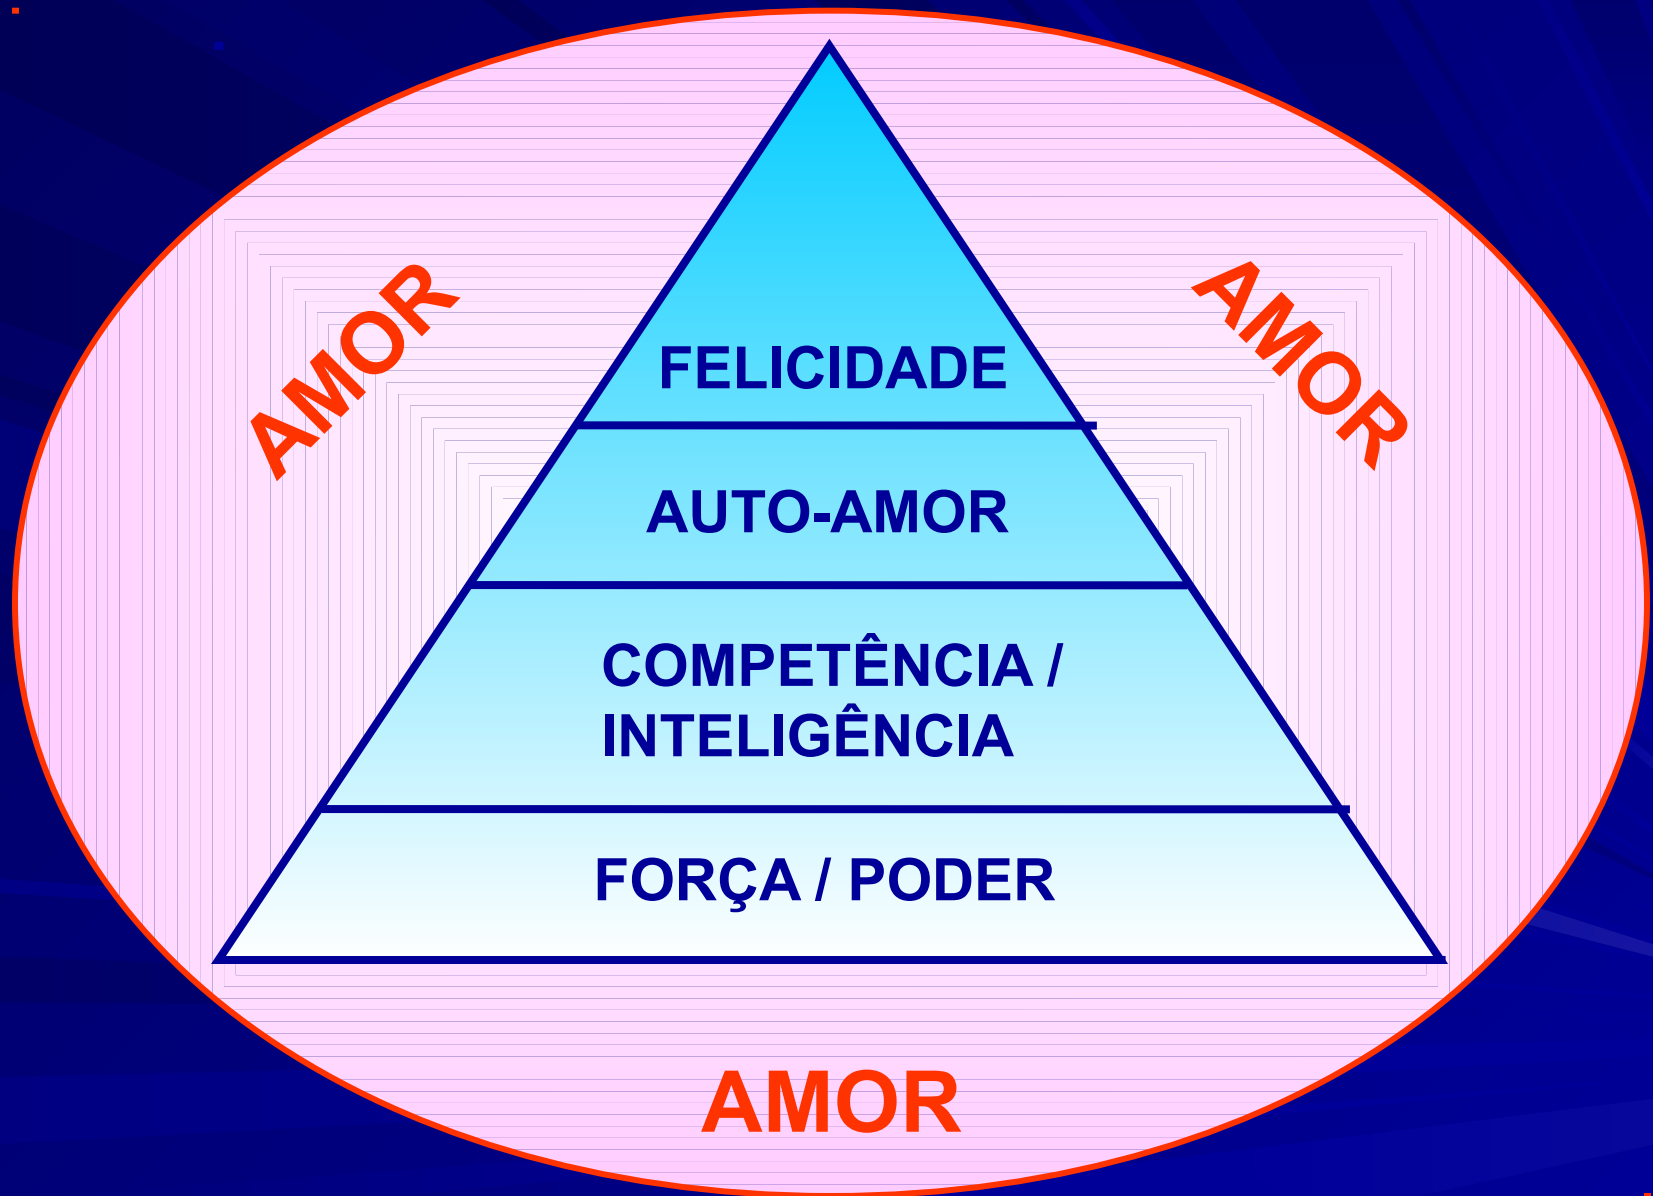 AMOR
AMOR
FELICIDADE
AUTO-AMOR
COMPETÊNCIA /
INTELIGÊNCIA
FORÇA / PODER
AMOR